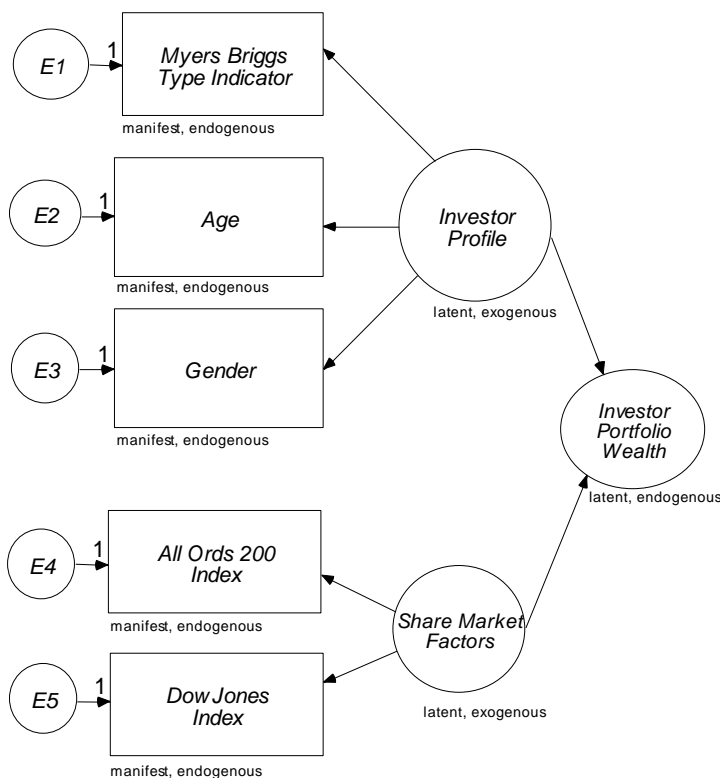 E1
1
Myers Briggs
Type Indicator
manifest, endogenous
E2
1
Age
manifest, endogenous
Investor
Profile
latent, exogenous
E3
1
Gender
manifest, endogenous
Investor
Portfolio
Wealth
latent, endogenous
E4
1
All Ords 200
Index
manifest, endogenous
Share Market
Factors
latent, exogenous
E5
1
Dow Jones
Index
manifest, endogenous